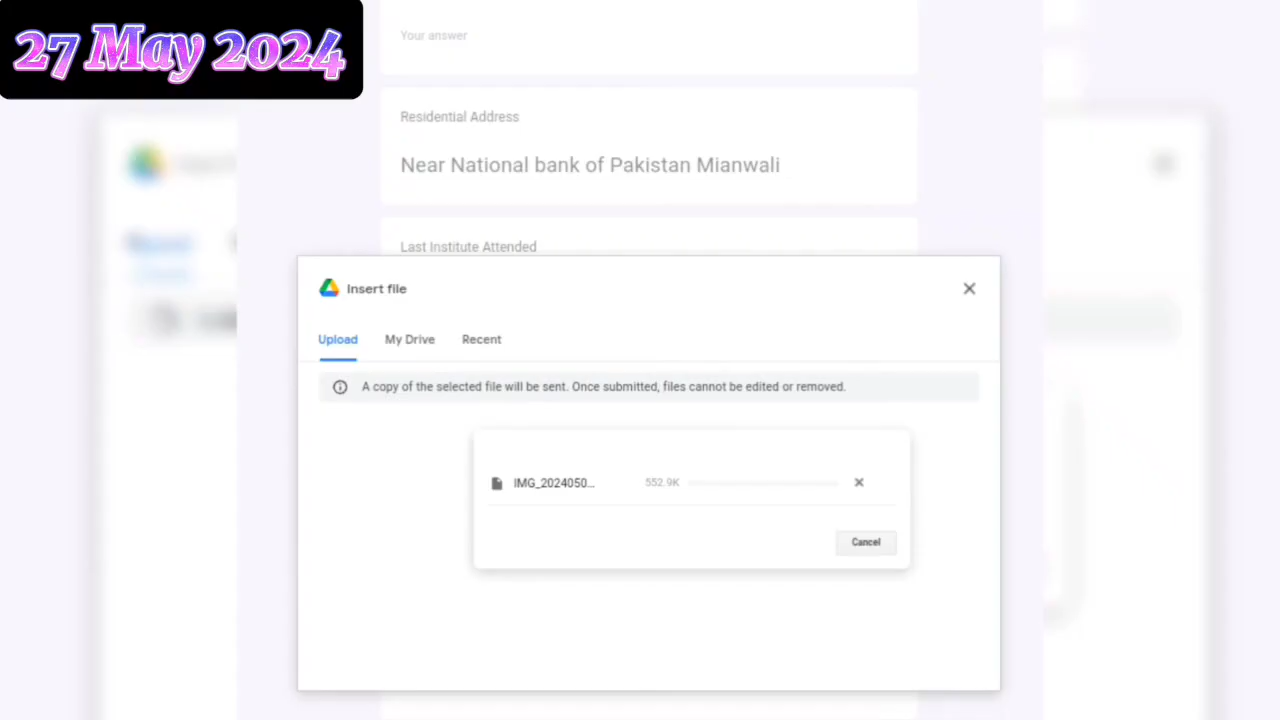 27 May 2024
Your answer
Residential Address
Near National bank of Pakistan Mianwali
Last Institute Attended
Insert file
Upload My Drive Recent
A copy of the selected file will be sent. Once submitted, files cannot be edited or removed.
IMG_2024050... 552.9K
Cancel